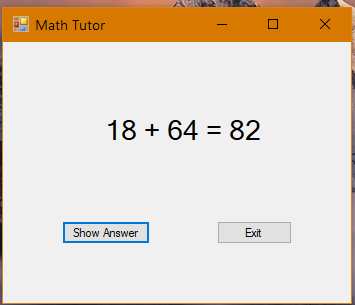 Math Tutor
18 + 64 = 82
Show Answer
Exit